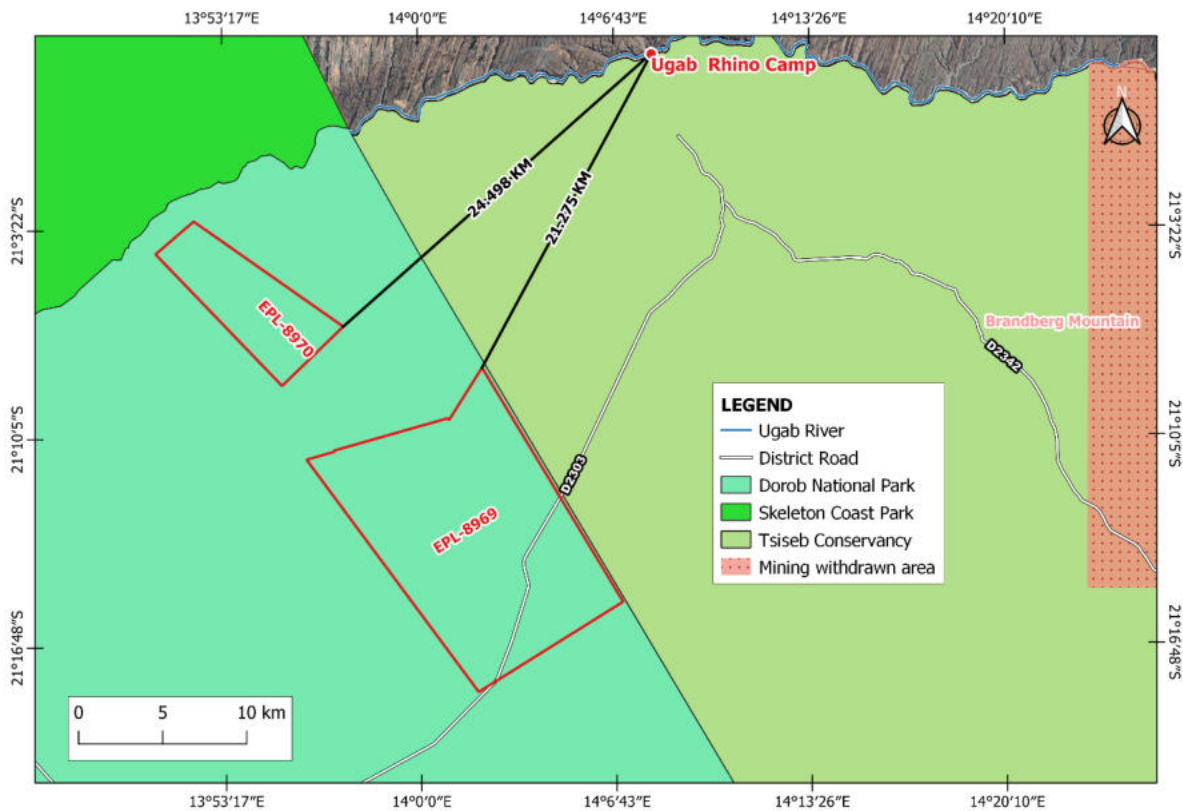 13°53'17"E 14°0'0"E 14°6'43"E 14°13'26"E 14°20'10"E
Ugab Rhino Camp
N
24.498 KM
21.275 KM
21°3'22"S
21°3'22"S
EPL-8970
Brandberg Mountain
D2342
LEGEND
Ugab River
District Road
Dorob National Park
Skeleton Coast Park
Tsiseb Conservancy
Mining withdrawn area
21°10'5"S
21°10'5"S
D2303
EPL-8969
21°16'48"S
21°16'48"S
0 5 10 km
13°53'17"E 14°0'0"E 14°6'43"E 14°13'26"E 14°20'10"E